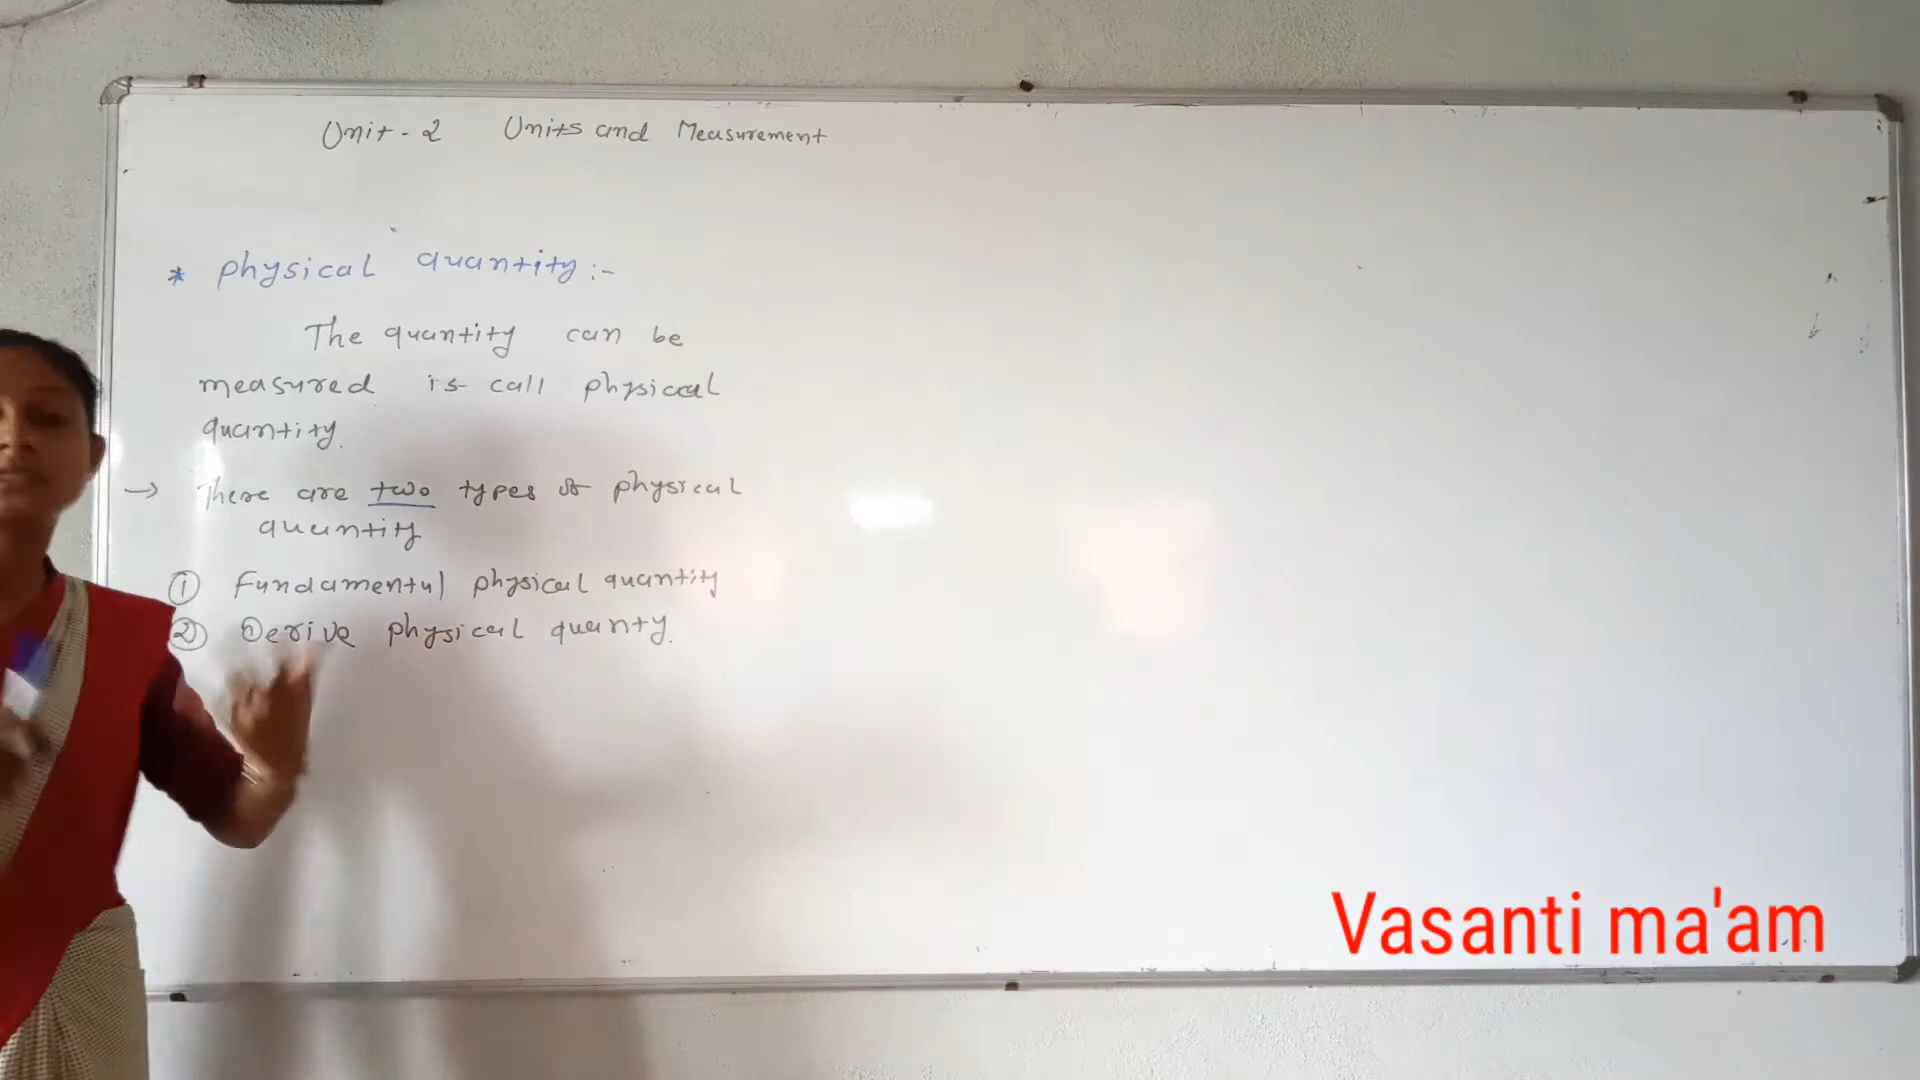 Unit - 2 Units and Measurement
* physical quantity :-
The quantity can be
measured is call physical
quantity.
→ There are two types of physical
quantity
① Fundamental physical quantity
② Derive physical quanty.
Vasanti ma'am